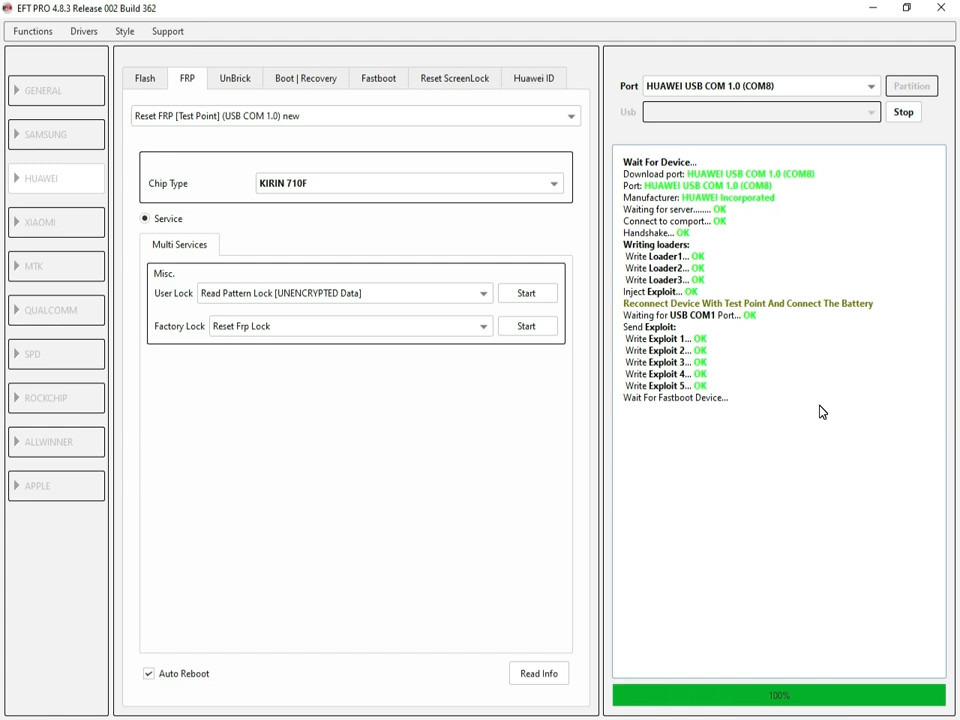 EFT PRO 4.8.3 Release 002 Build 362
Functions Drivers Style Support
GENERAL
SAMSUNG
HUAWEI
XIAOMI
MTK
QUALCOMM
SPD
ROCKCHIP
ALLWINNER
APPLE
Flash FRP UnBrick Boot | Recovery Fastboot Reset ScreenLock Huawei ID
Reset FRP [Test Point] (USB COM 1.0) new
Chip Type KIRIN 710F
Service
Multi Services
Misc.
User Lock Read Pattern Lock [UNENCRYPTED Data] Start
Factory Lock Reset Frp Lock Start
Auto Reboot Read Info
Port HUAWEI USB COM 1.0 (COM8) Partition
Usb Stop
Wait For Device...
Download port: HUAWEI USB COM 1.0 (COM8)
Port: HUAWEI USB COM 1.0 (COM8)
Manufacturer: HUAWEI Incorporated
Waiting for server........ OK
Connect to comport... OK
Handshake... OK
Writing loaders:
Write Loader1... OK
Write Loader2... OK
Write Loader3... OK
Inject Exploit... OK
Reconnect Device With Test Point And Connect The Battery
Waiting for USB COM1 Port... OK
Send Exploit:
Write Exploit 1... OK
Write Exploit 2... OK
Write Exploit 3... OK
Write Exploit 4... OK
Write Exploit 5... OK
Wait For Fastboot Device...
100%